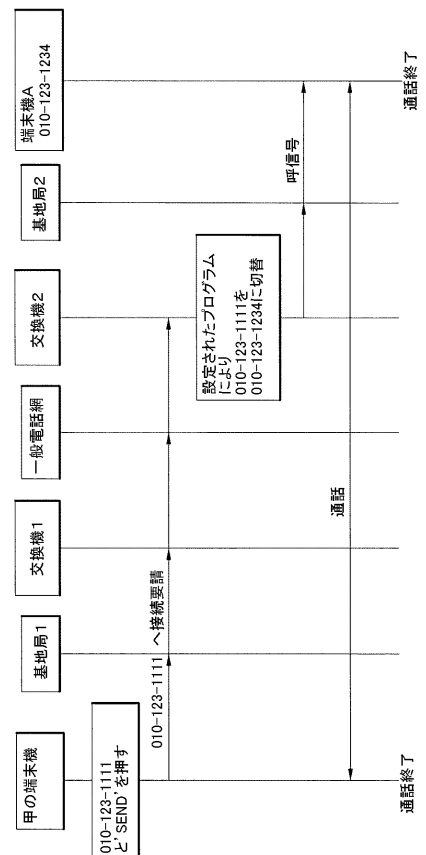 甲の端末機
基地局1
交換機1
一般電話網
交換機2
基地局2
端末機A
010-123-1234
010-123-1111
と'SEND'を押す
010-123-1111 へ接続要請
設定されたプログラム
により
010-123-1111を
010-123-1234に切替
呼信号
通話
通話終了
通話終了